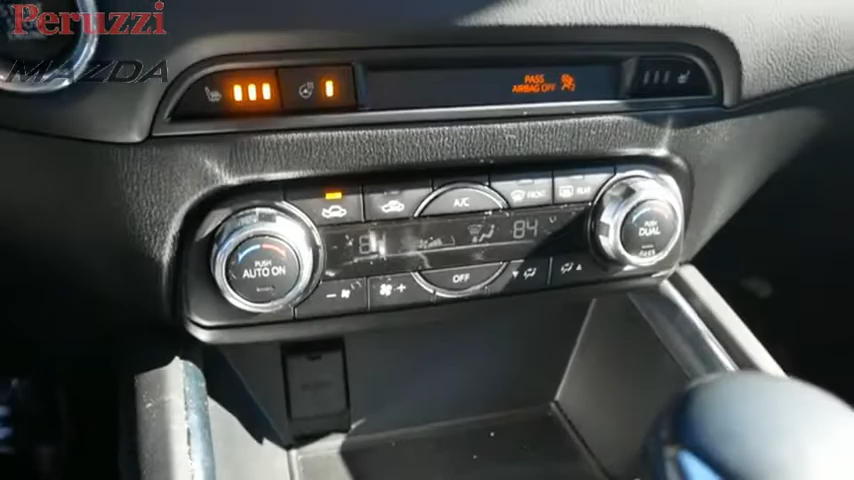 Peruzzi
MAZDA
PASS
AIRBAG OFF
A/C
FRONT
REAR
84
PUSH
AUTO ON
PUSH
DUAL
OFF